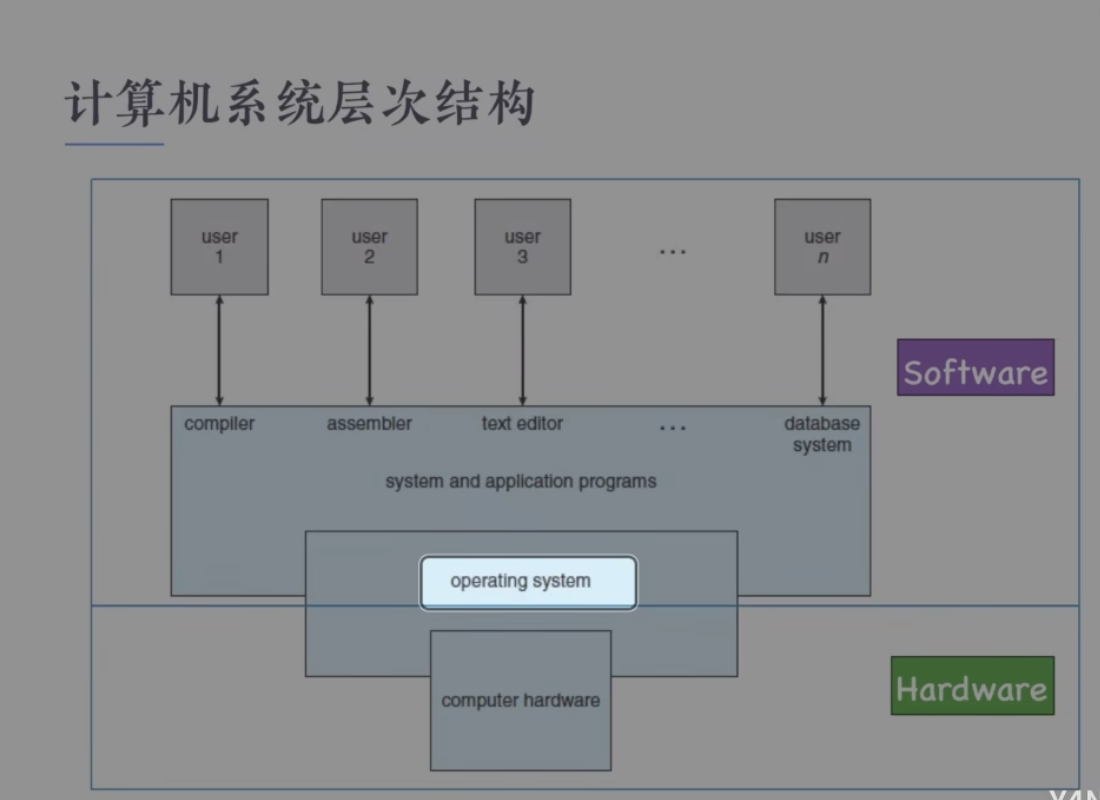 计算机系统层次结构
user
1
user
2
user
3
...
user
n
Software
compiler
assembler
text editor
...
database
system
system and application programs
operating system
computer hardware
Hardware